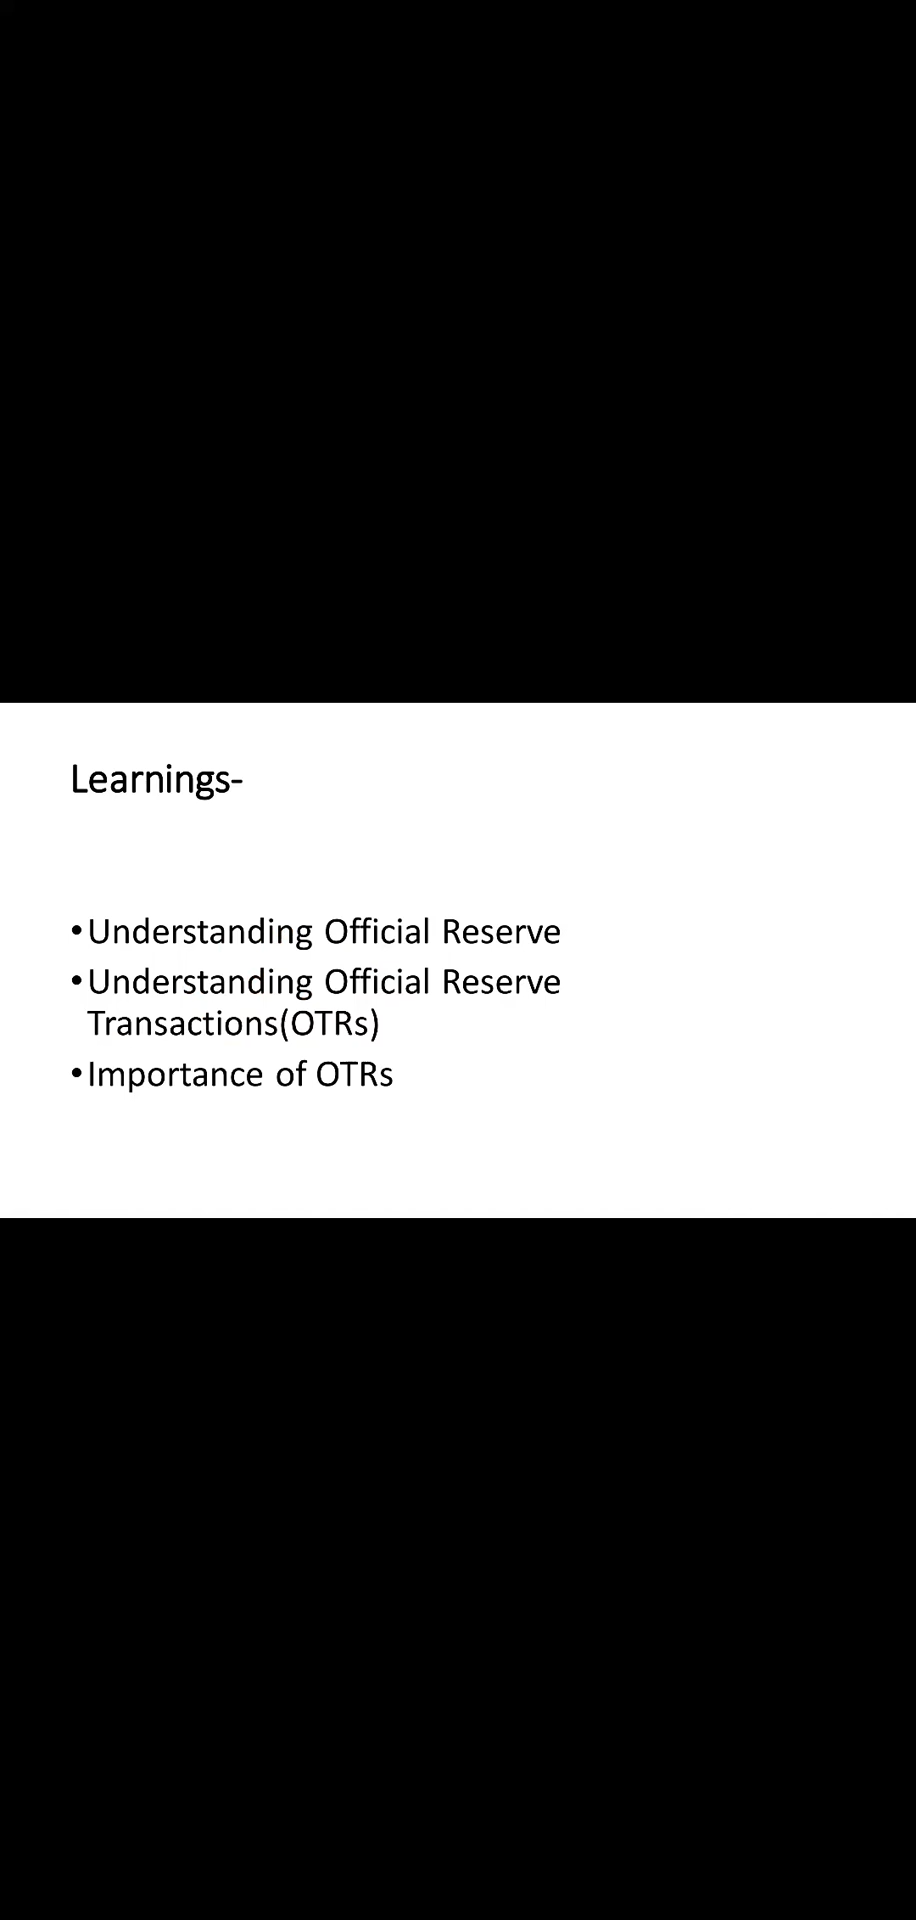 Learnings-
•Understanding Official Reserve
•Understanding Official Reserve
Transactions(OTRs)
•Importance of OTRs